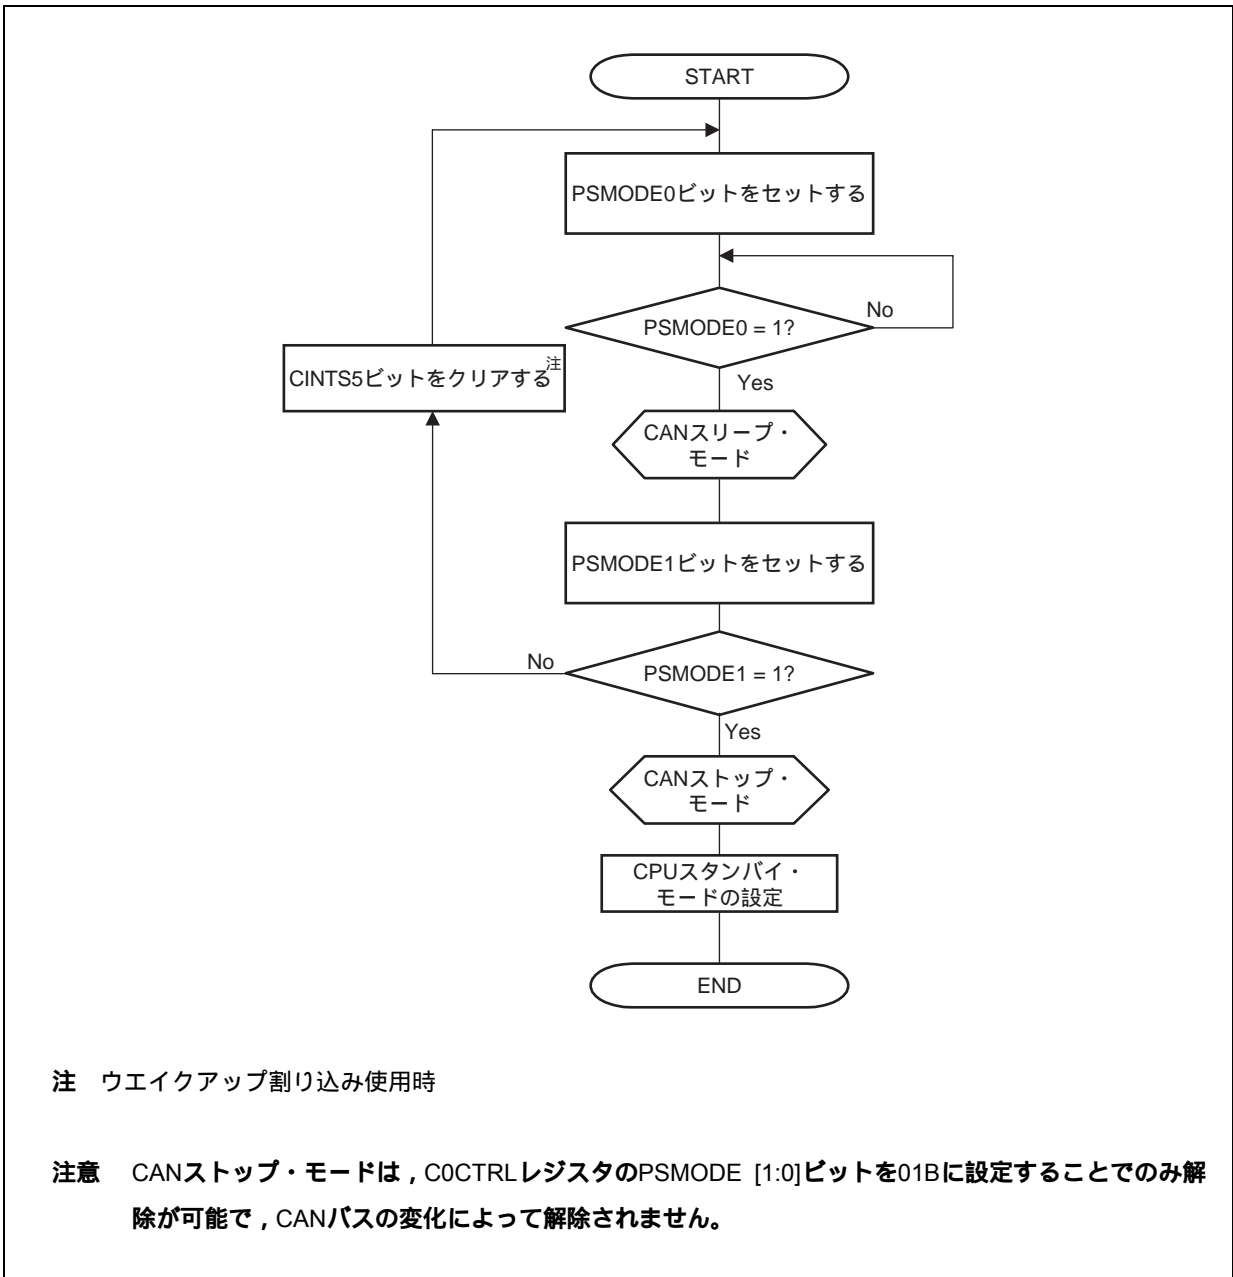 START
PSMODE0ビットをセットする
PSMODE0 = 1?
No
Yes
CINTS5ビットをクリアする注
CANスリープ・
モード
PSMODE1ビットをセットする
PSMODE1 = 1?
No
Yes
CANストップ・
モード
CPUスタンバイ・
モードの設定
END
注 ウエイクアップ割り込み使用時
注意 CANストップ・モードは，C0CTRLレジスタのPSMODE [1:0]ビットを01Bに設定することでのみ解
除が可能で，CANバスの変化によって解除されません。